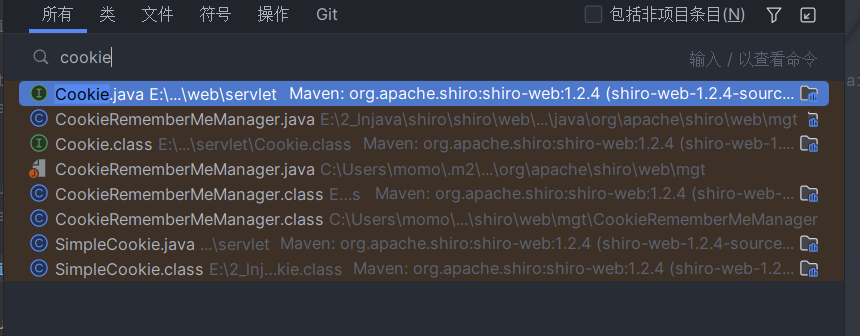 所有 类 文件 符号 操作 Git 包括非项目条目(N)
cookie 输入 / 以查看命令
Cookie.java E:\...\web\servlet Maven: org.apache.shiro:shiro-web:1.2.4 (shiro-web-1.2.4-sourc...
CookieRememberMeManager.java E:\2_Injava\shiro\shiro\web\...\java\org\apache\shiro\web\mgt
Cookie.class E:\...\servlet\Cookie.class Maven: org.apache.shiro:shiro-web:1.2.4 (shiro-web-1....
CookieRememberMeManager.java C:\Users\momo\.m2\...\org\apache\shiro\web\mgt
CookieRememberMeManager.class E...s Maven: org.apache.shiro:shiro-web:1.2.4 (shiro-web-...
CookieRememberMeManager.class C:\Users\momo\...\shiro\web\mgt\CookieRememberMeManager
SimpleCookie.java ...\servlet Maven: org.apache.shiro:shiro-web:1.2.4 (shiro-web-1.2.4-source...
SimpleCookie.class E:\2_Inj...kie.class Maven: org.apache.shiro:shiro-web:1.2.4 (shiro-web-1.2...